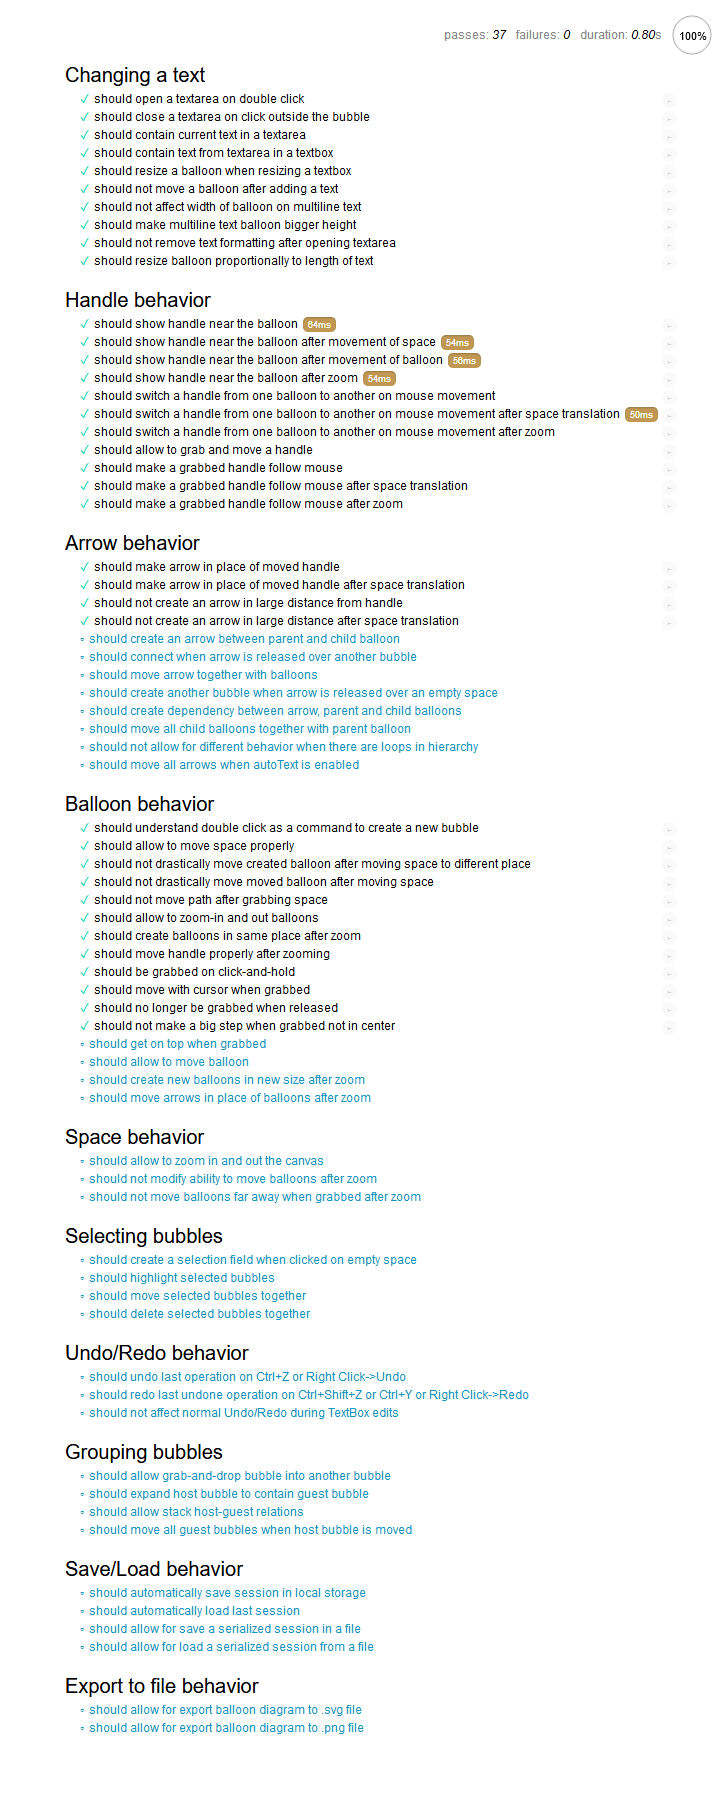 passes: 37 failures: 0 duration: 0.80s 100%
Changing a text
✓ should open a textarea on double click
✓ should close a textarea on click outside the bubble
✓ should contain current text in a textarea
✓ should contain text from textarea in a textbox
✓ should resize a balloon when resizing a textbox
✓ should not move a balloon after adding a text
✓ should not affect width of balloon on multiline text
✓ should make multiline text balloon bigger height
✓ should not remove text formatting after opening textarea
✓ should resize balloon proportionally to length of text
Handle behavior
✓ should show handle near the balloon 64ms
✓ should show handle near the balloon after movement of space 54ms
✓ should show handle near the balloon after movement of balloon 56ms
✓ should show handle near the balloon after zoom 54ms
✓ should switch a handle from one balloon to another on mouse movement
✓ should switch a handle from one balloon to another on mouse movement after space translation 50ms
✓ should switch a handle from one balloon to another on mouse movement after zoom
✓ should allow to grab and move a handle
✓ should make a grabbed handle follow mouse
✓ should make a grabbed handle follow mouse after space translation
✓ should make a grabbed handle follow mouse after zoom
Arrow behavior
✓ should make arrow in place of moved handle
✓ should make arrow in place of moved handle after space translation
✓ should not create an arrow in large distance from handle
✓ should not create an arrow in large distance after space translation
should create an arrow between parent and child balloon
should connect when arrow is released over another bubble
should move arrow together with balloons
should create another bubble when arrow is released over an empty space
should create dependency between arrow, parent and child balloons
should move all child balloons together with parent balloon
should not allow for different behavior when there are loops in hierarchy
should move all arrows when autoText is enabled
Balloon behavior
✓ should understand double click as a command to create a new bubble
✓ should allow to move space properly
✓ should not drastically move created balloon after moving space to different place
✓ should not drastically move moved balloon after moving space
✓ should not move path after grabbing space
✓ should allow to zoom-in and out balloons
✓ should create balloons in same place after zoom
✓ should move handle properly after zooming
✓ should be grabbed on click-and-hold
✓ should move with cursor when grabbed
✓ should no longer be grabbed when released
✓ should not make a big step when grabbed not in center
should get on top when grabbed
should allow to move balloon
should create new balloons in new size after zoom
should move arrows in place of balloons after zoom
Space behavior
should allow to zoom in and out the canvas
should not modify ability to move balloons after zoom
should not move balloons far away when grabbed after zoom
Selecting bubbles
should create a selection field when clicked on empty space
should highlight selected bubbles
should move selected bubbles together
should delete selected bubbles together
Undo/Redo behavior
should undo last operation on Ctrl+Z or Right Click->Undo
should redo last undone operation on Ctrl+Shift+Z or Ctrl+Y or Right Click->Redo
should not affect normal Undo/Redo during TextBox edits
Grouping bubbles
should allow grab-and-drop bubble into another bubble
should expand host bubble to contain guest bubble
should allow stack host-guest relations
should move all guest bubbles when host bubble is moved
Save/Load behavior
should automatically save session in local storage
should automatically load last session
should allow for save a serialized session in a file
should allow for load a serialized session from a file
Export to file behavior
should allow for export balloon diagram to .svg file
should allow for export balloon diagram to .png file